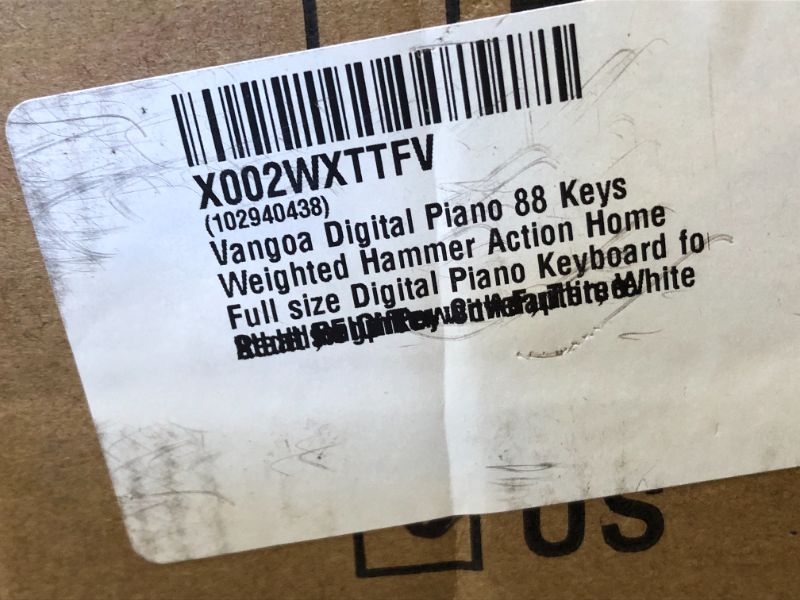 X002WXTTFV
(102940438)
Vangoa Digital Piano 88 Keys
Weighted Hammer Action Home
Full size Digital Piano Keyboard fo
White
US